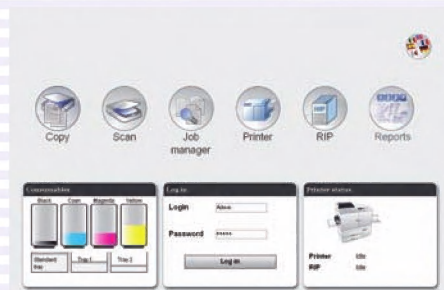 Copy
Scan
Job
manager
Printer
RIP
Reports
Consumables
Black Cyan Magenta Yellow
Standard
tray
Tray 1
Tray 2
Log in
Login
Password
Log in
Printer status
Printer Idle
RIP Idle